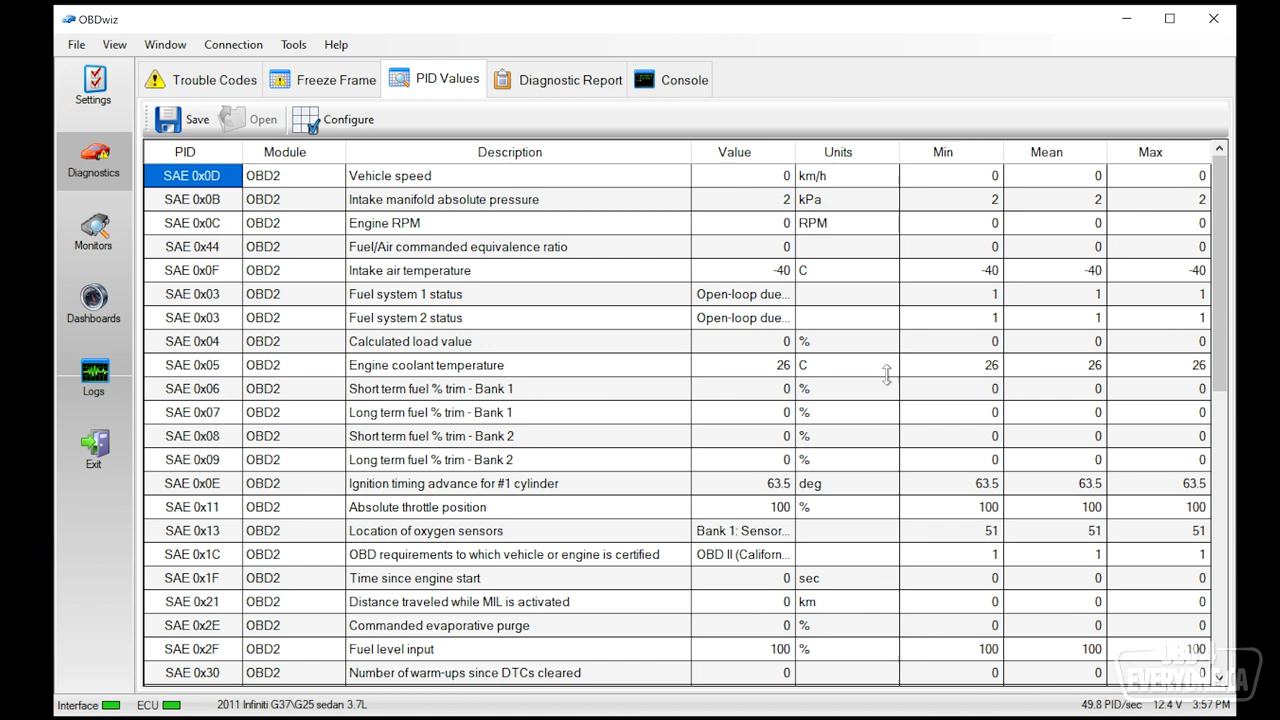 OBDwiz
File View Window Connection Tools Help
Settings
Diagnostics
Monitors
Dashboards
Logs
Exit
Trouble Codes Freeze Frame PID Values Diagnostic Report Console
Save Open Configure
PID Module Description Value Units Min Mean Max
SAE 0x0D OBD2 Vehicle speed 0 km/h 0 0 0
SAE 0x0B OBD2 Intake manifold absolute pressure 2 kPa 2 2 2
SAE 0x0C OBD2 Engine RPM 0 RPM 0 0 0
SAE 0x44 OBD2 Fuel/Air commanded equivalence ratio 0 0 0 0
SAE 0x0F OBD2 Intake air temperature -40 C -40 -40 -40
SAE 0x03 OBD2 Fuel system 1 status Open-loop due... 1 1 1
SAE 0x03 OBD2 Fuel system 2 status Open-loop due... 1 1 1
SAE 0x04 OBD2 Calculated load value 0 % 0 0 0
SAE 0x05 OBD2 Engine coolant temperature 26 C 26 26 26
SAE 0x06 OBD2 Short term fuel % trim - Bank 1 0 % 0 0 0
SAE 0x07 OBD2 Long term fuel % trim - Bank 1 0 % 0 0 0
SAE 0x08 OBD2 Short term fuel % trim - Bank 2 0 % 0 0 0
SAE 0x09 OBD2 Long term fuel % trim - Bank 2 0 % 0 0 0
SAE 0x0E OBD2 Ignition timing advance for #1 cylinder 63.5 deg 63.5 63.5 63.5
SAE 0x11 OBD2 Absolute throttle position 100 % 100 100 100
SAE 0x13 OBD2 Location of oxygen sensors Bank 1: Sensor... 51 51 51
SAE 0x1C OBD2 OBD requirements to which vehicle or engine is certified OBD II (Californ... 1 1 1
SAE 0x1F OBD2 Time since engine start 0 sec 0 0 0
SAE 0x21 OBD2 Distance traveled while MIL is activated 0 km 0 0 0
SAE 0x2E OBD2 Commanded evaporative purge 0 % 0 0 0
SAE 0x2F OBD2 Fuel level input 100 % 100 100 100
SAE 0x30 OBD2 Number of warm-ups since DTCs cleared 0 0 0 0
Interface ECU 2011 Infiniti G37\G25 sedan 3.7L 49.8 PID/sec 12.4 V 3:57 PM